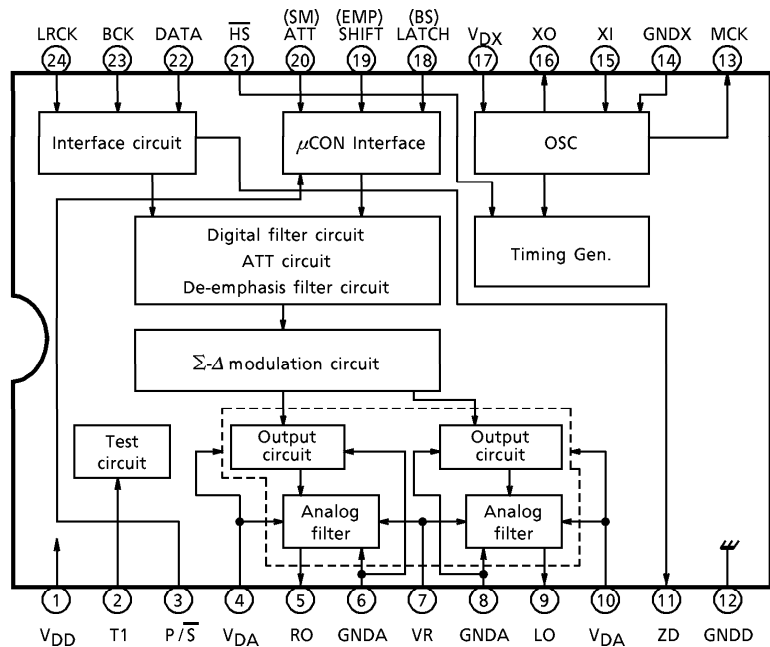 (SM) (EMP) (BS)
LRCK BCK DATA H̅S̅ ATT SHIFT LATCH VDX XO XI GNDX MCK
24 23 22 21 20 19 18 17 16 15 14 13
Interface circuit
μCON Interface
OSC
Digital filter circuit
ATT circuit
De-emphasis filter circuit
Timing Gen.
Σ-Δ modulation circuit
Test
circuit
Output
circuit
Output
circuit
Analog
filter
Analog
filter
1 2 3 4 5 6 7 8 9 10 11 12
VDD T1 P/S̅ VDA RO GNDA VR GNDA LO VDA ZD GNDD